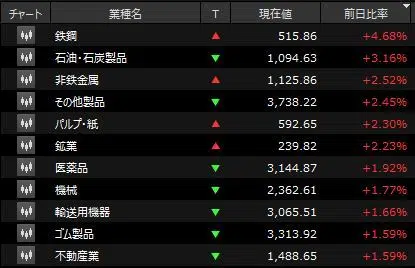 チャート 業種名 T 現在値 前日比率
鉄鋼 ▲ 515.86 +4.68%
石油・石炭製品 ▼ 1,094.63 +3.16%
非鉄金属 ▲ 1,125.86 +2.52%
その他製品 ▼ 3,738.22 +2.45%
パルプ・紙 ▲ 592.65 +2.30%
鉱業 ▲ 239.82 +2.23%
医薬品 ▼ 3,144.87 +1.92%
機械 ▼ 2,362.61 +1.77%
輸送用機器 ▼ 3,065.51 +1.66%
ゴム製品 ▼ 3,313.92 +1.59%
不動産業 ▼ 1,488.65 +1.59%